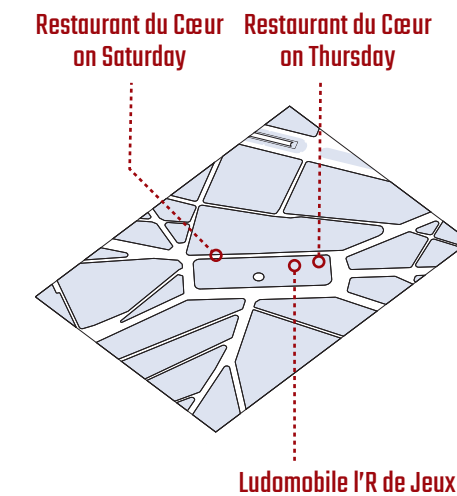 Restaurant du Cœur
on Saturday
Restaurant du Cœur
on Thursday
Ludomobile l'R de Jeux